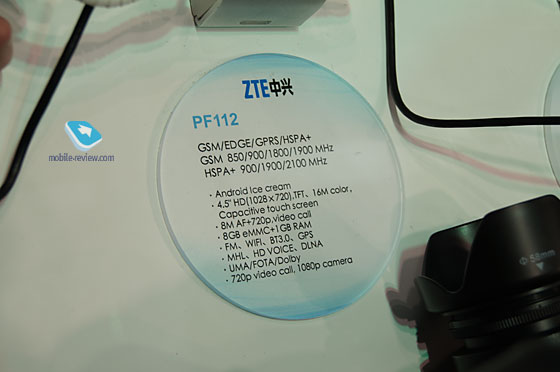 ZTE中兴
PF112
GSM/EDGE/GPRS/HSPA+
GSM 850/900/1800/1900 MHz
HSPA+ 900/1900/2100 MHz
· Android Ice cream
· 4,5" HD(1028×720),TFT, 16M color,
Capacitive touch screen
· 8M AF+720p,video call
· 8GB eMMC+1GB RAM
· FM, WIFI, BT3.0, GPS
· MHL, HD VOICE, DLNA
· UMA/FOTA/Dolby
· 720p video call, 1080p camera
mobile-review.com
58mm